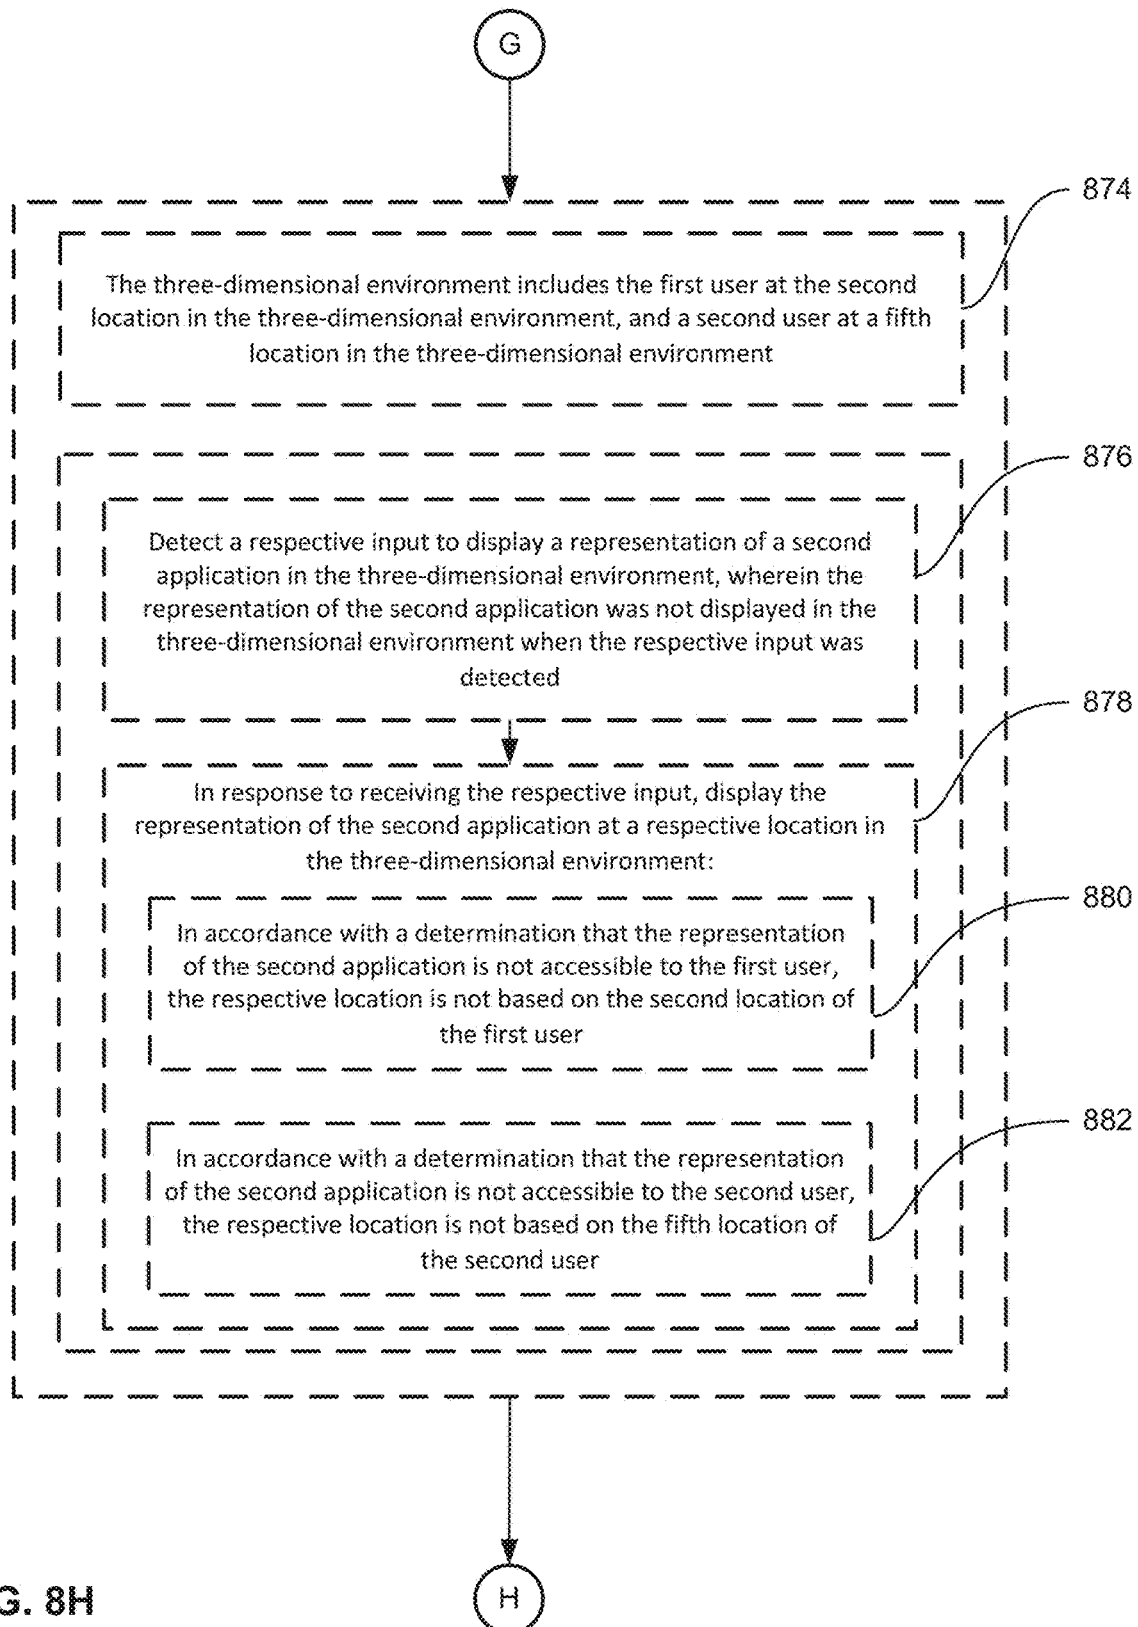 G
874
The three-dimensional environment includes the first user at the second
location in the three-dimensional environment, and a second user at a fifth
location in the three-dimensional environment
876
Detect a respective input to display a representation of a second
application in the three-dimensional environment, wherein the
representation of the second application was not displayed in the
three-dimensional environment when the respective input was
detected
878
In response to receiving the respective input, display the
representation of the second application at a respective location in
the three-dimensional environment:
880
In accordance with a determination that the representation
of the second application is not accessible to the first user,
the respective location is not based on the second location of
the first user
882
In accordance with a determination that the representation
of the second application is not accessible to the second user,
the respective location is not based on the fifth location of
the second user
H
G. 8H